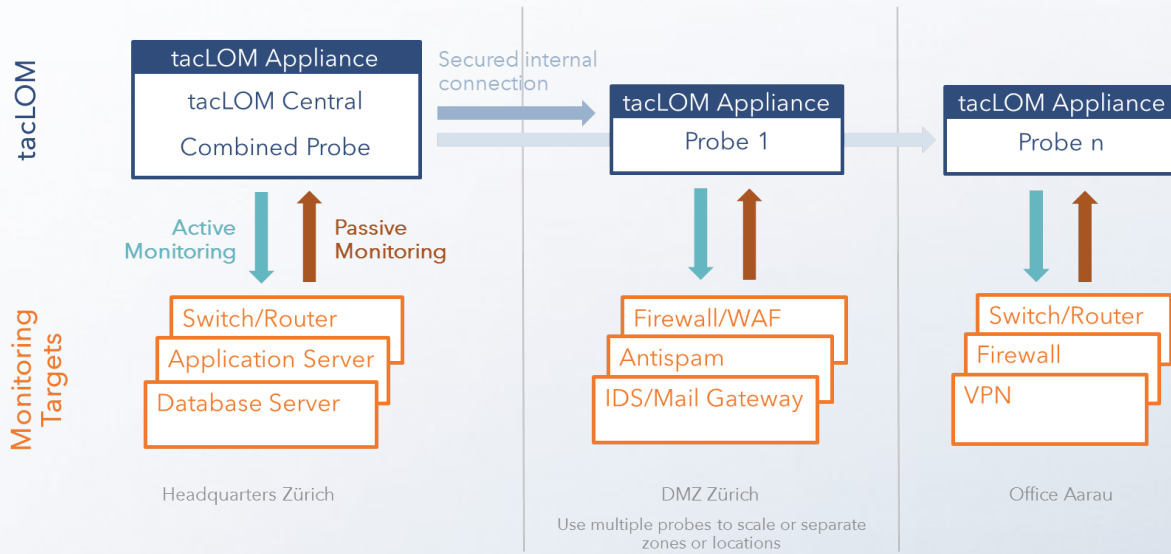 tacLOM
tacLOM Appliance
tacLOM Central
Combined Probe
Secured internal
connection
tacLOM Appliance
Probe 1
tacLOM Appliance
Probe n
Active
Monitoring
Passive
Monitoring
Monitoring
Targets
Switch/Router
Application Server
Database Server
Firewall/WAF
Antispam
IDS/Mail Gateway
Switch/Router
Firewall
VPN
Headquarters Zürich
DMZ Zürich
Use multiple probes to scale or separate
zones or locations
Office Aarau